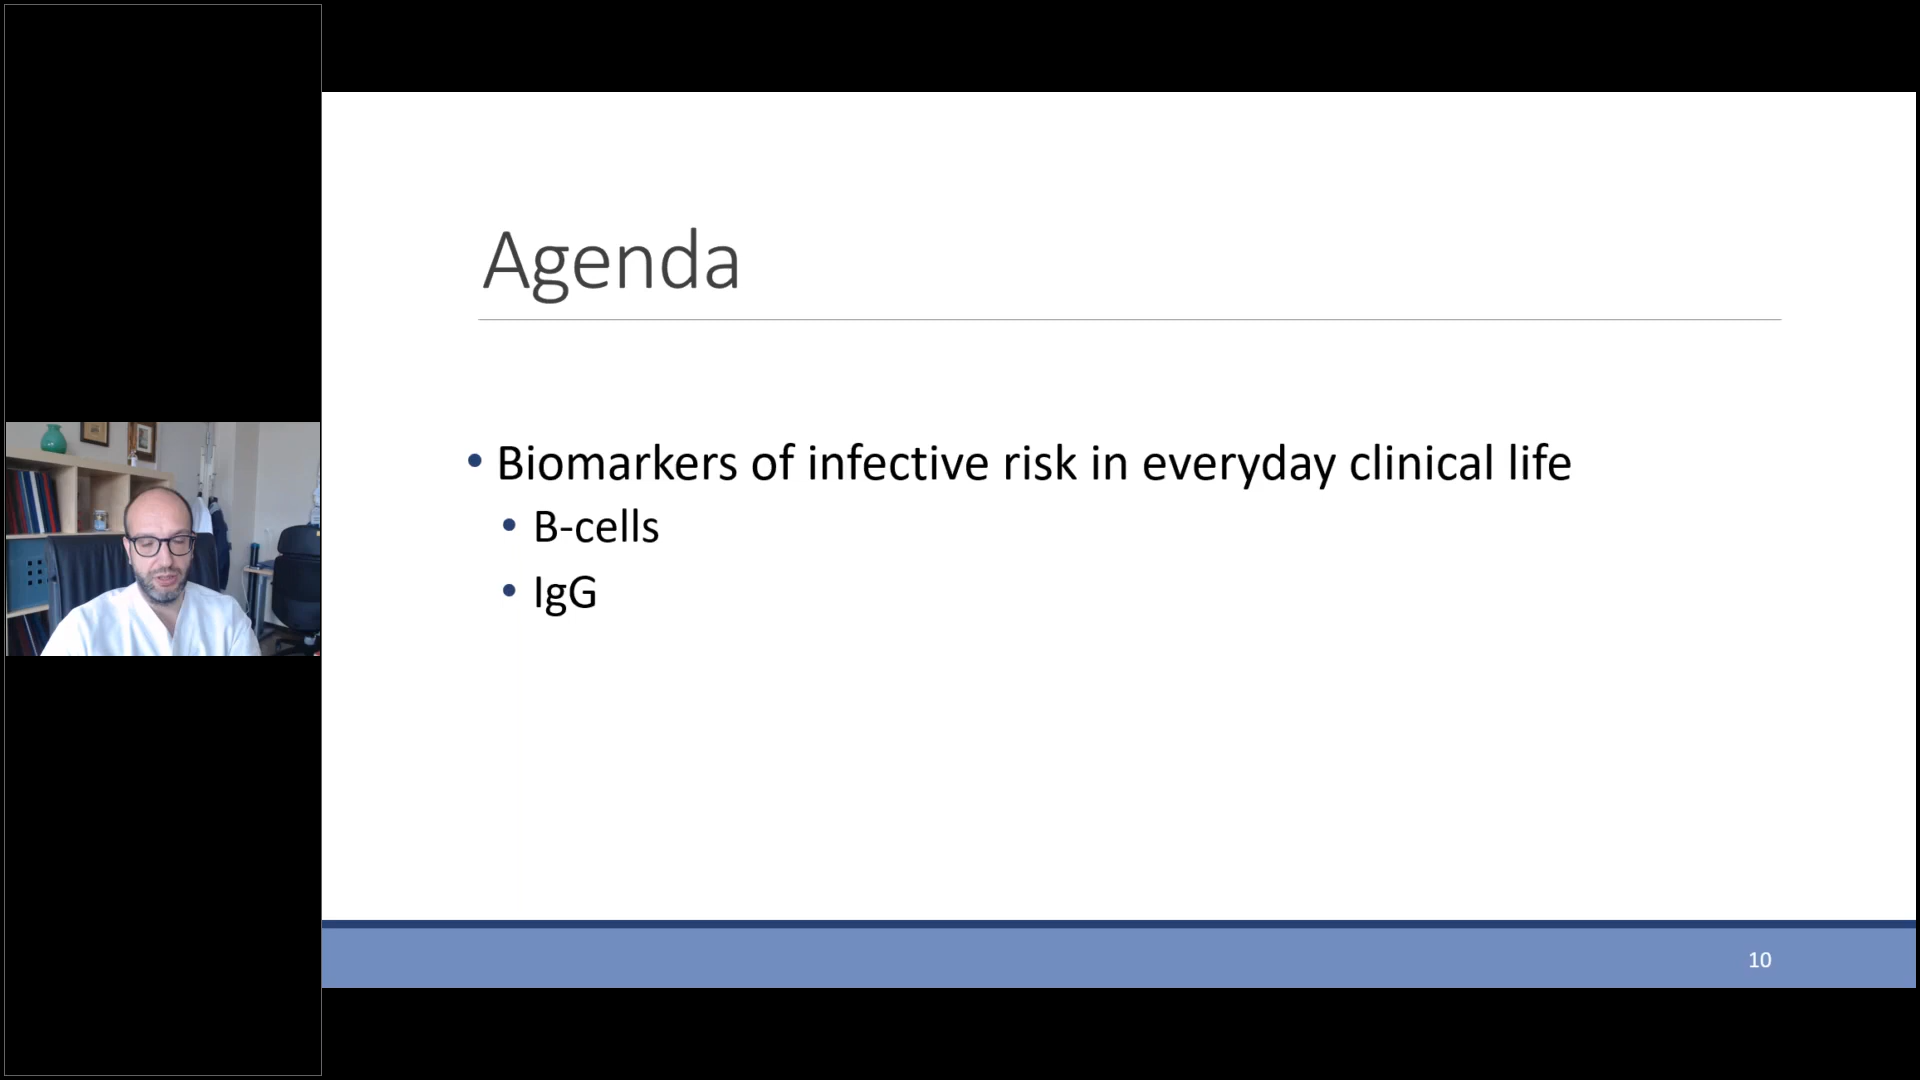 Agenda
• Biomarkers of infective risk in everyday clinical life
• B-cells
• IgG
10